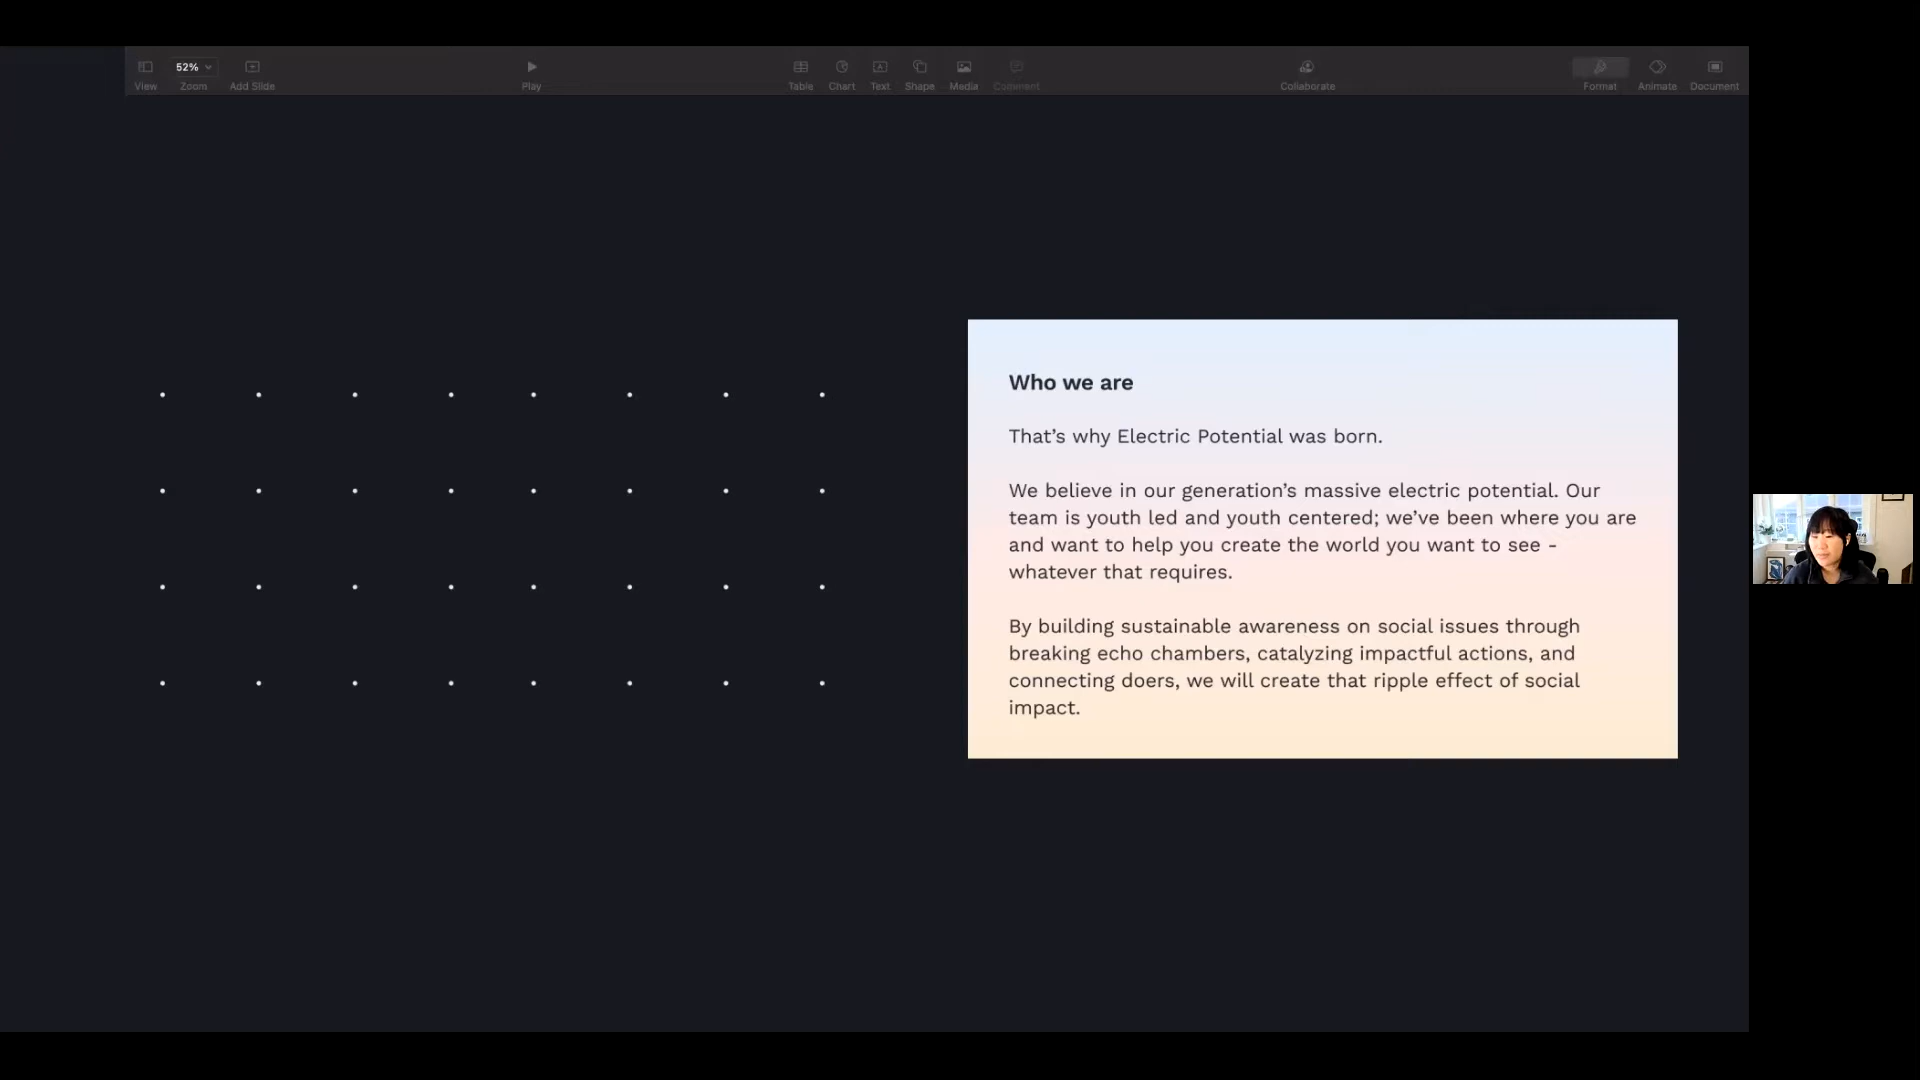 52%
View
Zoom
Add Slide
Play
Table
Chart
Text
Shape
Media
Comment
Collaborate
Format
Animate
Document
Who we are
That’s why Electric Potential was born.
We believe in our generation’s massive electric potential. Our
team is youth led and youth centered; we’ve been where you are
and want to help you create the world you want to see -
whatever that requires.
By building sustainable awareness on social issues through
breaking echo chambers, catalyzing impactful actions, and
connecting doers, we will create that ripple effect of social
impact.